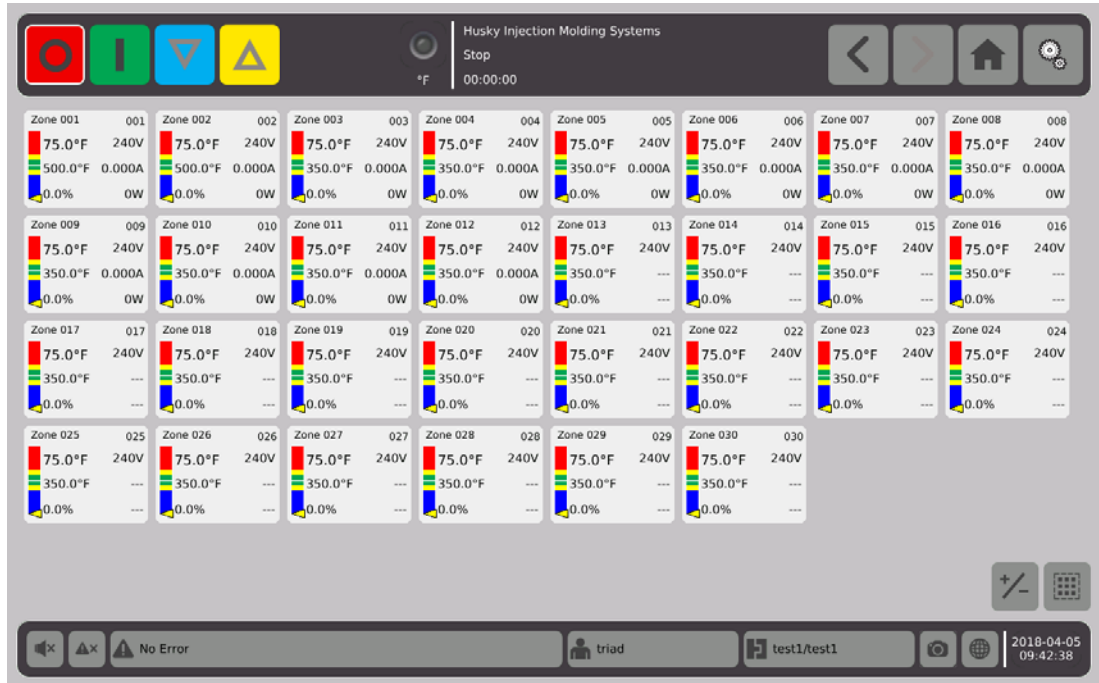 Husky Injection Molding Systems
Stop
°F 00:00:00
Zone 001 001 Zone 002 002 Zone 003 003 Zone 004 004 Zone 005 005 Zone 006 006 Zone 007 007 Zone 008 008
75.0°F 240V 75.0°F 240V 75.0°F 240V 75.0°F 240V 75.0°F 240V 75.0°F 240V 75.0°F 240V 75.0°F 240V
500.0°F 0.000A 500.0°F 0.000A 350.0°F 0.000A 350.0°F 0.000A 350.0°F 0.000A 350.0°F 0.000A 350.0°F 0.000A 350.0°F 0.000A
0.0% 0W 0.0% 0W 0.0% 0W 0.0% 0W 0.0% 0W 0.0% 0W 0.0% 0W 0.0% 0W
Zone 009 009 Zone 010 010 Zone 011 011 Zone 012 012 Zone 013 013 Zone 014 014 Zone 015 015 Zone 016 016
75.0°F 240V 75.0°F 240V 75.0°F 240V 75.0°F 240V 75.0°F 240V 75.0°F 240V 75.0°F 240V 75.0°F 240V
350.0°F 0.000A 350.0°F 0.000A 350.0°F 0.000A 350.0°F 0.000A 350.0°F --- 350.0°F --- 350.0°F --- 350.0°F ---
0.0% 0W 0.0% 0W 0.0% 0W 0.0% 0W 0.0% --- 0.0% --- 0.0% --- 0.0% ---
Zone 017 017 Zone 018 018 Zone 019 019 Zone 020 020 Zone 021 021 Zone 022 022 Zone 023 023 Zone 024 024
75.0°F 240V 75.0°F 240V 75.0°F 240V 75.0°F 240V 75.0°F 240V 75.0°F 240V 75.0°F 240V 75.0°F 240V
350.0°F --- 350.0°F --- 350.0°F --- 350.0°F --- 350.0°F --- 350.0°F --- 350.0°F --- 350.0°F ---
0.0% --- 0.0% --- 0.0% --- 0.0% --- 0.0% --- 0.0% --- 0.0% --- 0.0% ---
Zone 025 025 Zone 026 026 Zone 027 027 Zone 028 028 Zone 029 029 Zone 030 030
75.0°F 240V 75.0°F 240V 75.0°F 240V 75.0°F 240V 75.0°F 240V 75.0°F 240V
350.0°F --- 350.0°F --- 350.0°F --- 350.0°F --- 350.0°F --- 350.0°F ---
0.0% --- 0.0% --- 0.0% --- 0.0% --- 0.0% --- 0.0% ---
+/-
No Error triad test1/test1 2018-04-05
09:42:38